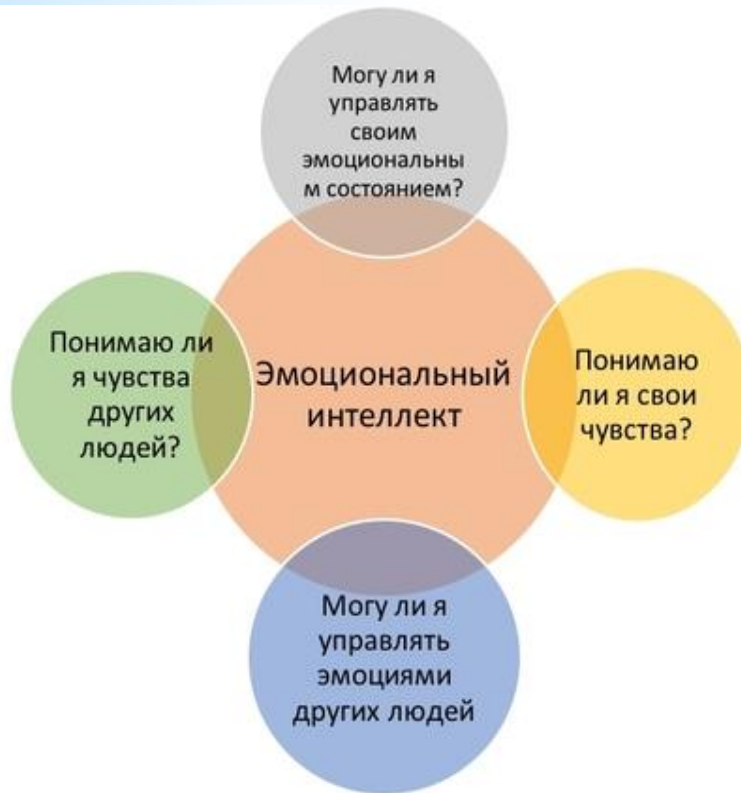 Могу ли я
управлять
своим
эмоциональны
м состоянием?
Понимаю ли
я чувства
других
людей?
Эмоциональный
интеллект
Понимаю
ли я свои
чувства?
Могу ли я
управлять
эмоциями
других людей